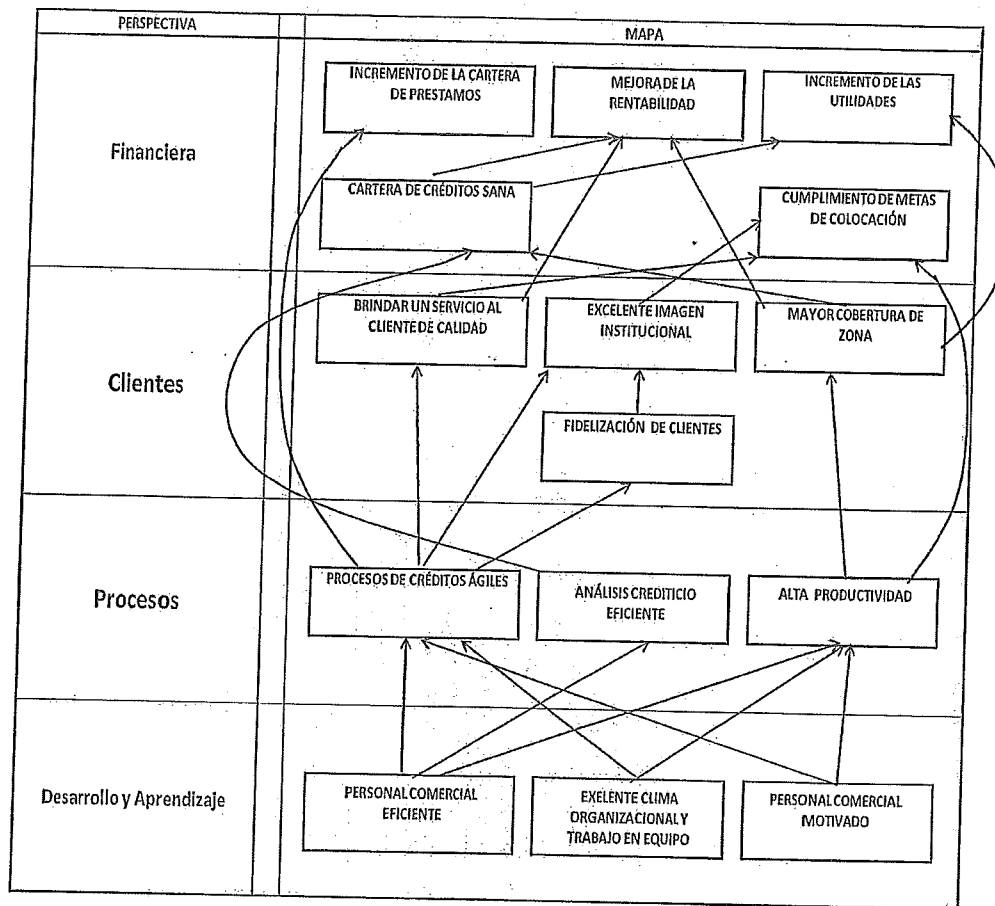 PERSPECTIVA
MAPA
Financiera
INCREMENTO DE LA CARTERA
DE PRESTAMOS
MEJORA DE LA
RENTABILIDAD
INCREMENTO DE LAS
UTILIDADES
CARTERA DE CRÉDITOS SANA
CUMPLIMIENTO DE METAS
DE COLOCACIÓN
Clientes
BRINDAR UN SERVICIO AL
CLIENTE DE CALIDAD
EXCELENTE IMAGEN
INSTITUCIONAL
MAYOR COBERTURA DE
ZONA
FIDELIZACIÓN DE CLIENTES
Procesos
PROCESOS DE CRÉDITOS ÁGILES
ANÁLISIS CREDITICIO
EFICIENTE
ALTA PRODUCTIVIDAD
Desarrollo y Aprendizaje
PERSONAL COMERCIAL
EFICIENTE
EXELENTE CLIMA
ORGANIZACIONAL Y
TRABAJO EN EQUIPO
PERSONAL COMERCIAL
MOTIVADO